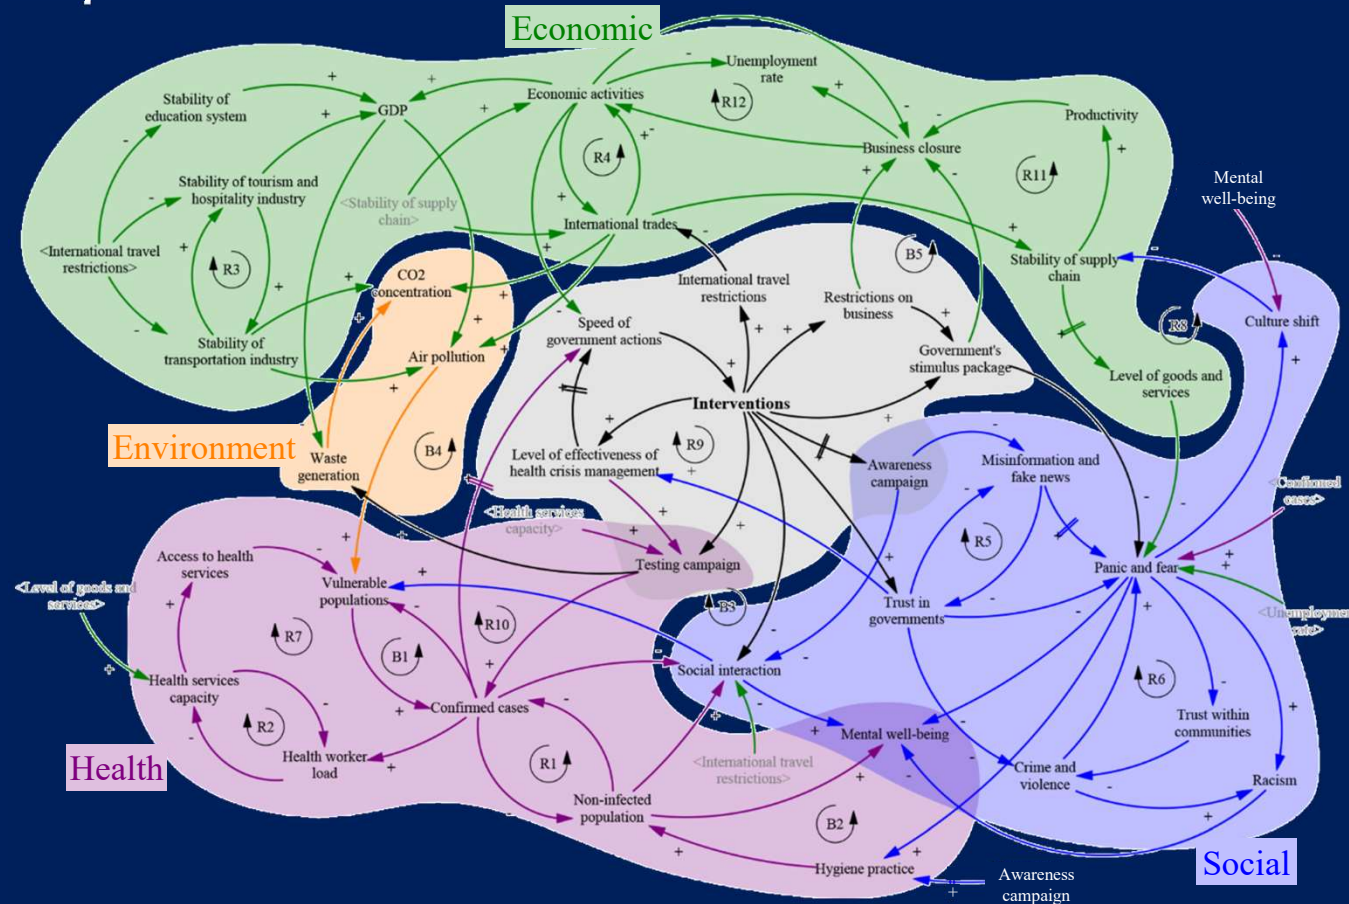 Economic
Unemployment
rate
Stability of
education system
GDP
Economic activities
R12
Productivity
Business closure
R4
R11
Stability of tourism and
hospitality industry
<Stability of supply
chain>
Mental
well-being
International trades
<International travel
restrictions>
R3
B5
Stability of supply
chain
CO2
concentration
International travel
restrictions
Restrictions on
business
R8
Culture shift
Speed of
government actions
Stability of
transportation industry
Air pollution
Government's
stimulus package
Level of goods and
services
Interventions
Environment
B4
R9
Waste
generation
Level of effectiveness of
health crisis management
Awareness
campaign
Misinformation and
fake news
<Confirmed
cases>
<Health services
capacity>
R5
Access to health
services
Testing campaign
Panic and fear
Vulnerable
populations
<Level of goods and
services>
B3
Trust in
governments
<Unemployment
rate>
R7
R10
B1
Health services
capacity
Social interaction
R6
R2
Confirmed cases
Trust within
communities
Mental well-being
Health
Health worker
load
R1
<International travel
restrictions>
Crime and
violence
Racism
Non-infected
population
B2
Hygiene practice
Social
Awareness
campaign